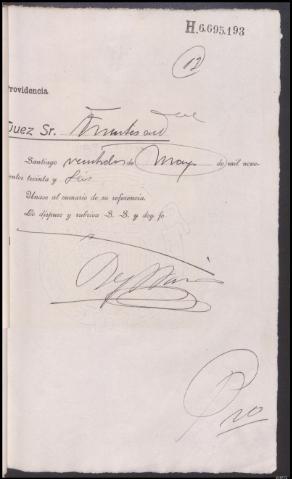 H.6.695.193
12
Providencia
Juez Sr.
Santiago veintidos de Mayo de mil nove-
cientos treinta y Seis
Unase al sumario de su referencia.
Lo dispuso y rubrica S. S. y doy fe